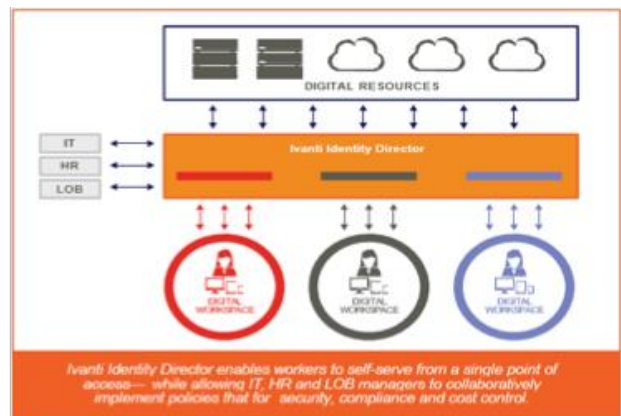 DIGITAL RESOURCES
IT
HR
LOB
Ivanti Identity Director
DIGITAL
WORKSPACE
DIGITAL
WORKSPACE
DIGITAL
WORKSPACE
Ivanti Identity Director enables workers to self-serve from a single point of
access— while allowing IT, HR and LOB managers to collaboratively
implement policies that for security, compliance and cost control.